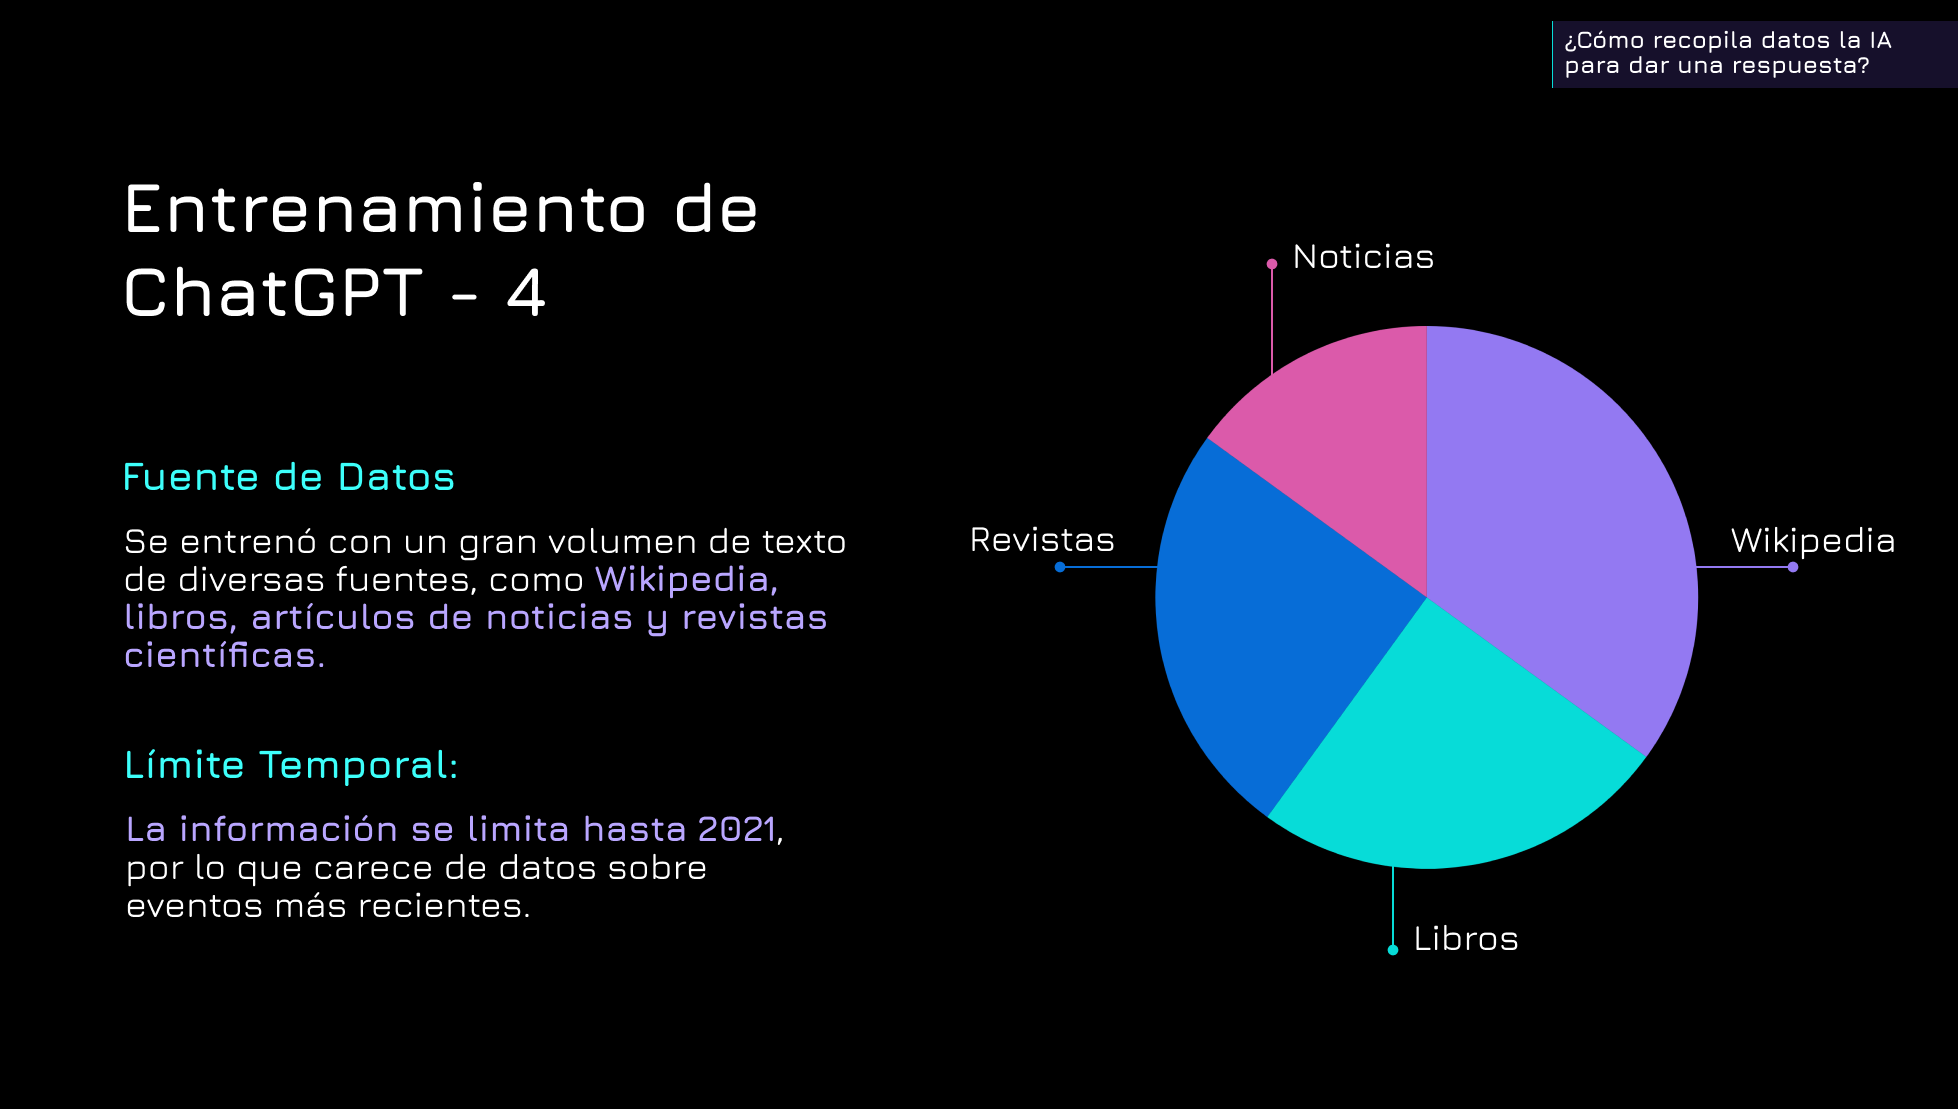 ¿Cómo recopila datos la IA
para dar una respuesta?
Entrenamiento de
ChatGPT - 4
Fuente de Datos
Se entrenó con un gran volumen de texto
de diversas fuentes, como Wikipedia,
libros, artículos de noticias y revistas
científicas.
Límite Temporal:
La información se limita hasta 2021,
por lo que carece de datos sobre
eventos más recientes.
Noticias
Revistas
Wikipedia
Libros